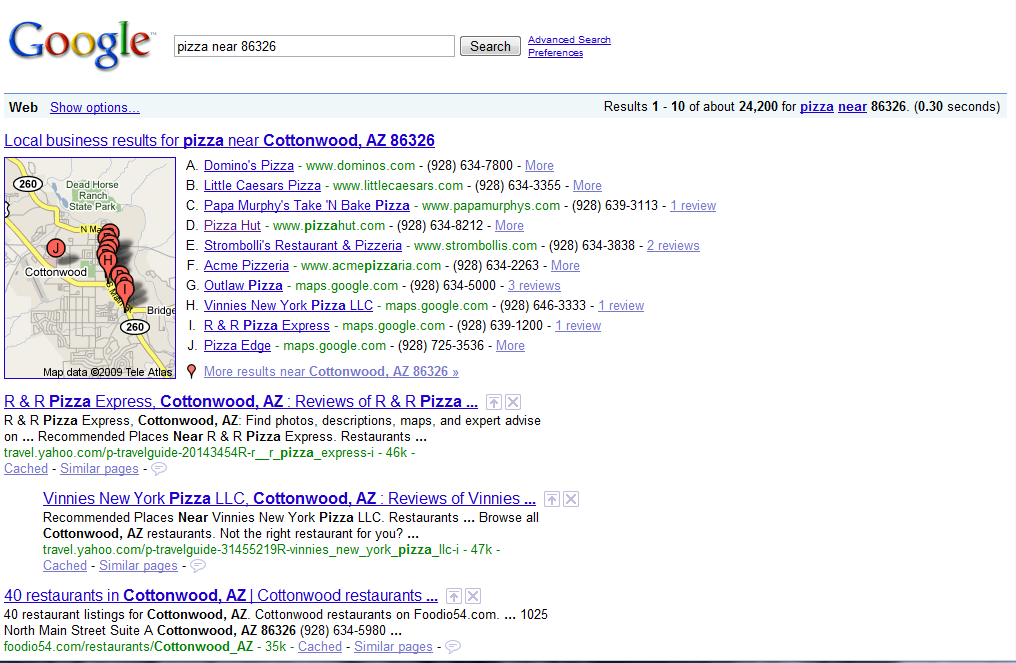 Google™
pizza near 86326
Search
Advanced Search
Preferences
Web Show options... Results 1 - 10 of about 24,200 for pizza near 86326. (0.30 seconds)
Local business results for pizza near Cottonwood, AZ 86326
260
Dead Horse
Ranch
State Park
N Ma
J
H
Cottonwood
I
S Main
Bridge
260
Map data ©2009 Tele Atlas
A. Domino's Pizza - www.dominos.com - (928) 634-7800 - More
B. Little Caesars Pizza - www.littlecaesars.com - (928) 634-3355 - More
C. Papa Murphy's Take 'N Bake Pizza - www.papamurphys.com - (928) 639-3113 - 1 review
D. Pizza Hut - www.pizzahut.com - (928) 634-8212 - More
E. Strombolli's Restaurant & Pizzeria - www.strombollis.com - (928) 634-3838 - 2 reviews
F. Acme Pizzeria - www.acmepizzaria.com - (928) 634-2263 - More
G. Outlaw Pizza - maps.google.com - (928) 634-5000 - 3 reviews
H. Vinnies New York Pizza LLC - maps.google.com - (928) 646-3333 - 1 review
I. R & R Pizza Express - maps.google.com - (928) 639-1200 - 1 review
J. Pizza Edge - maps.google.com - (928) 725-3536 - More
More results near Cottonwood, AZ 86326 »
R & R Pizza Express, Cottonwood, AZ : Reviews of R & R Pizza ...
R & R Pizza Express, Cottonwood, AZ: Find photos, descriptions, maps, and expert advise
on ... Recommended Places Near R & R Pizza Express. Restaurants ...
travel.yahoo.com/p-travelguide-20143454R-r__r_pizza_express-i - 46k -
Cached - Similar pages -
Vinnies New York Pizza LLC, Cottonwood, AZ : Reviews of Vinnies ...
Recommended Places Near Vinnies New York Pizza LLC. Restaurants ... Browse all
Cottonwood, AZ restaurants. Not the right restaurant for you? ...
travel.yahoo.com/p-travelguide-31455219R-vinnies_new_york_pizza_llc-i - 47k -
Cached - Similar pages -
40 restaurants in Cottonwood, AZ | Cottonwood restaurants ...
40 restaurant listings for Cottonwood, AZ. Cottonwood restaurants on Foodio54.com. ... 1025
North Main Street Suite A Cottonwood, AZ 86326 (928) 634-5980 ...
foodio54.com/restaurants/Cottonwood_AZ - 35k - Cached - Similar pages -